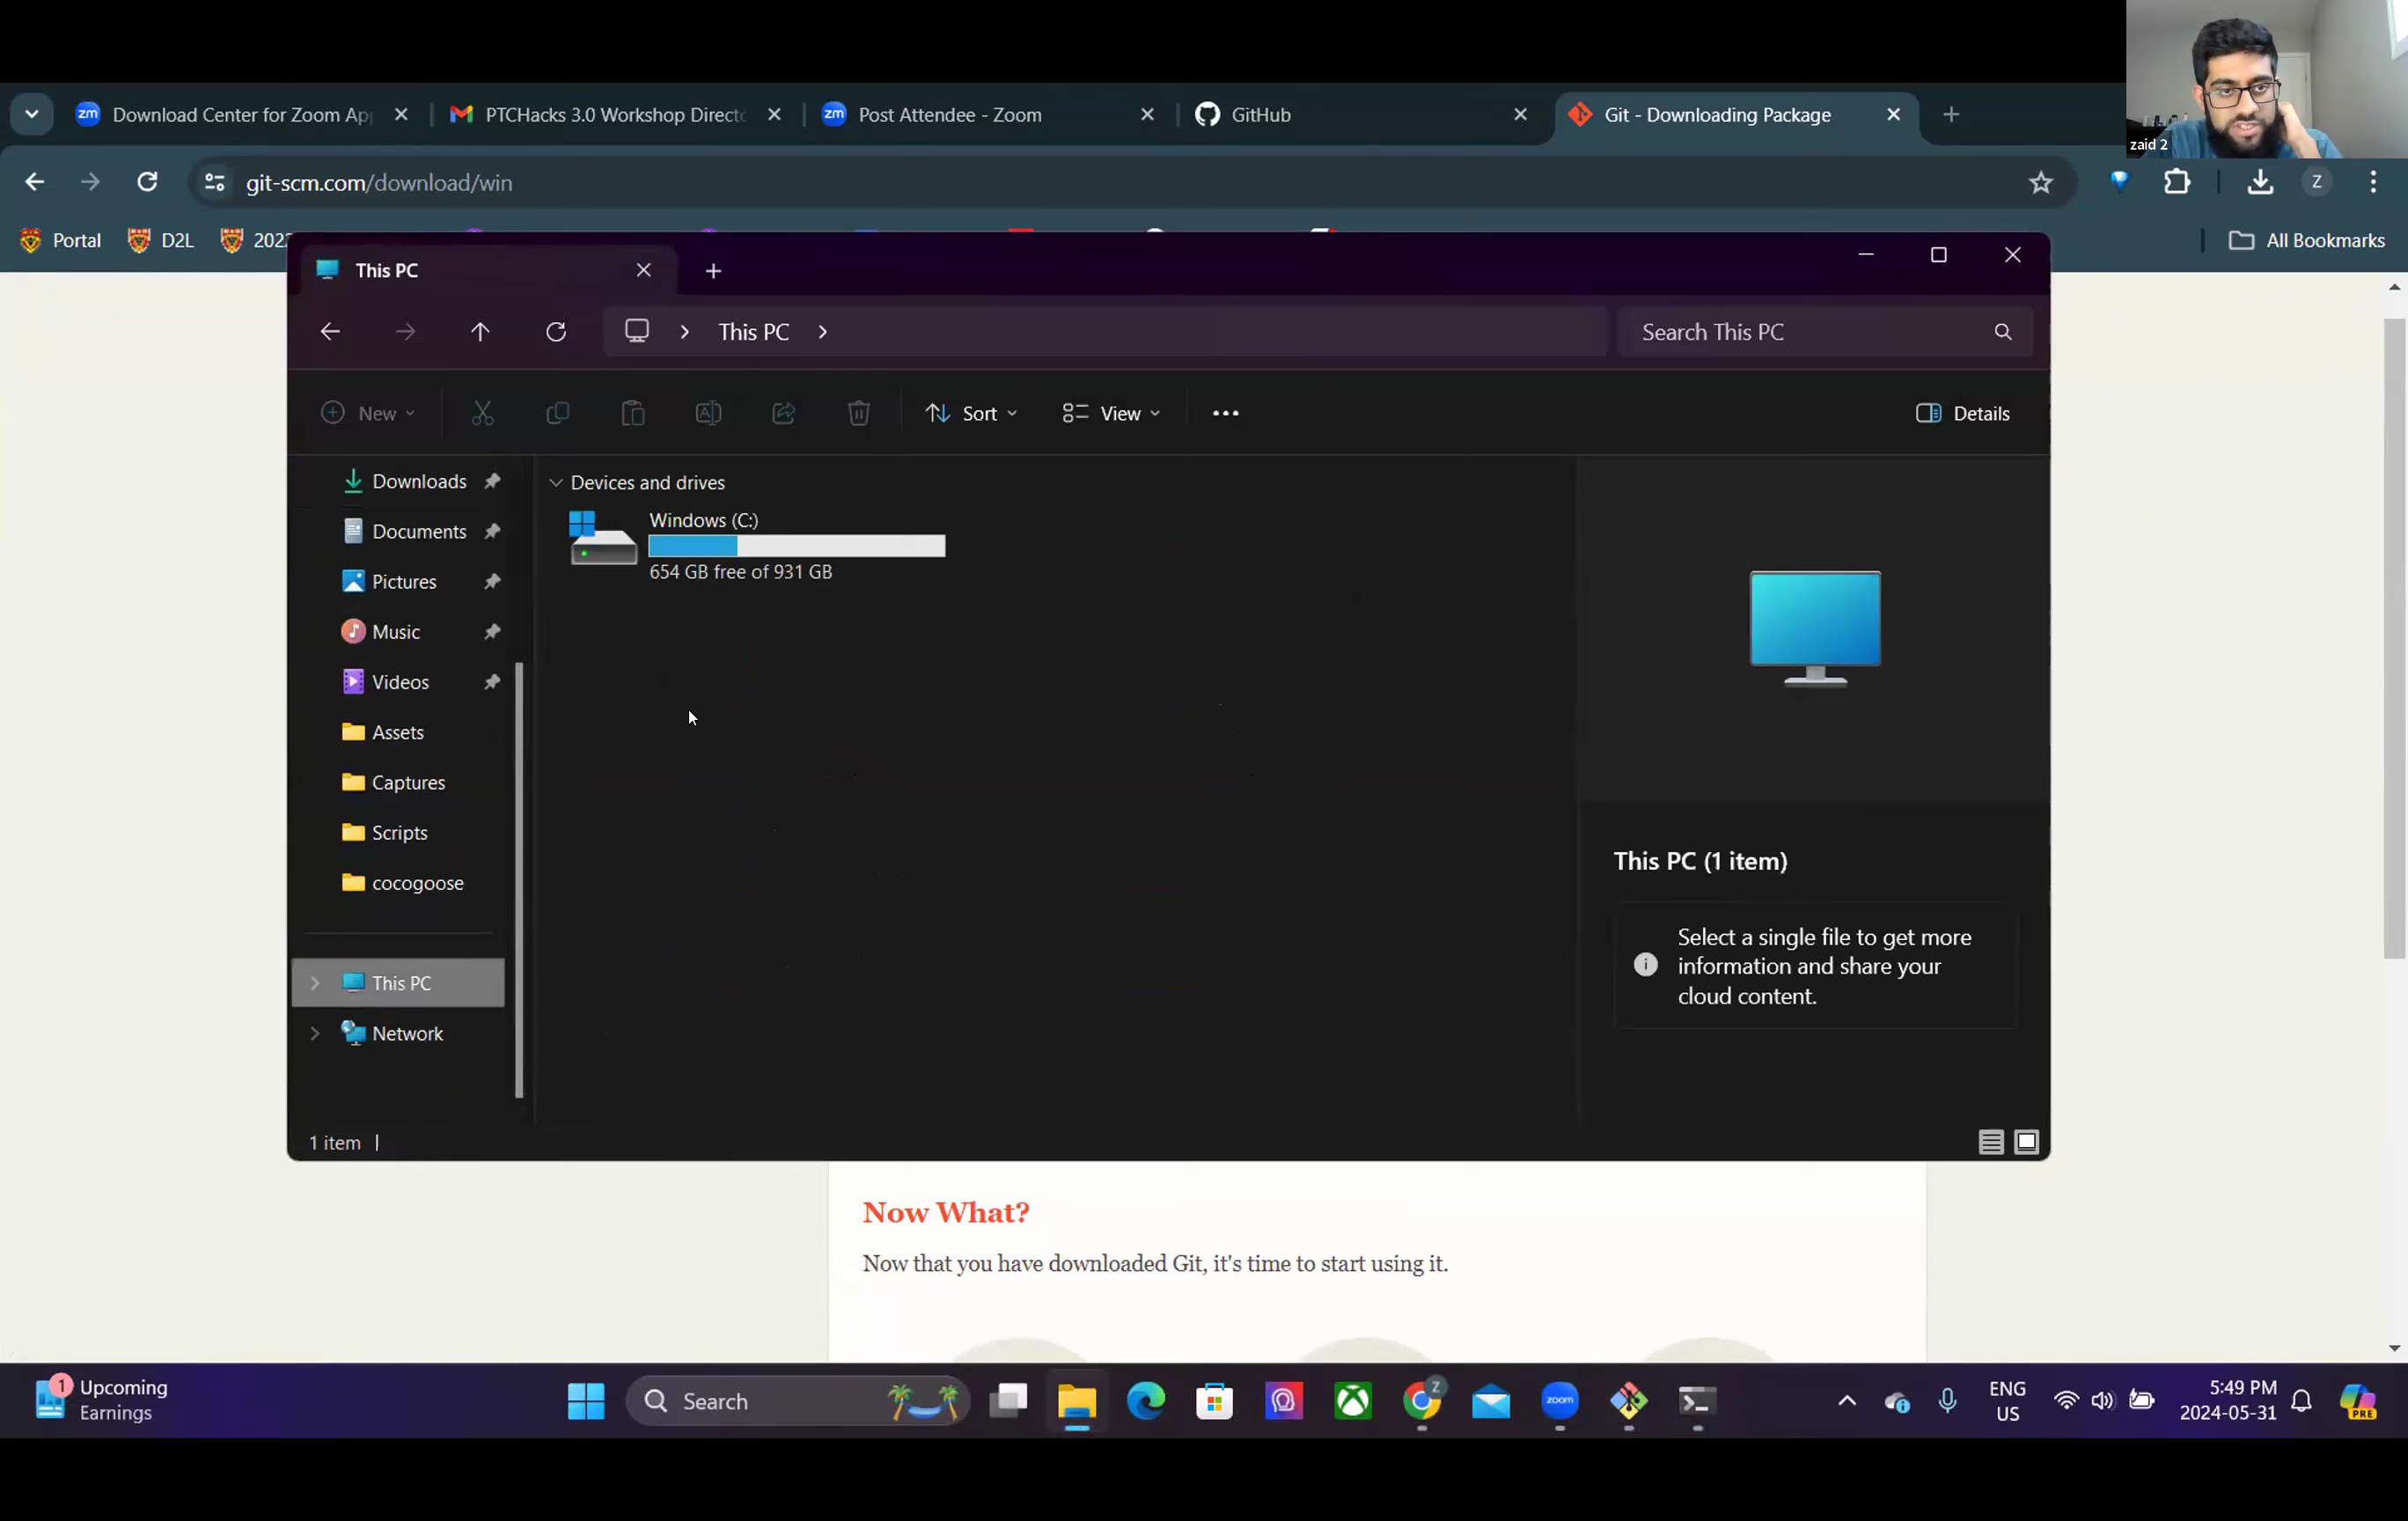 zaid 2
Download Center for Zoom Ap
PTCHacks 3.0 Workshop Directo
Post Attendee - Zoom
GitHub
Git - Downloading Package
git-scm.com/download/win
Z
Portal
D2L
2022
All Bookmarks
This PC
This PC
Search This PC
New
Sort
View
Details
Downloads
Documents
Pictures
Music
Videos
Assets
Captures
Scripts
cocogoose
This PC
Network
Devices and drives
Windows (C:)
654 GB free of 931 GB
This PC (1 item)
Select a single file to get more
information and share your
cloud content.
1 item
Now What?
Now that you have downloaded Git, it's time to start using it.
1
Upcoming
Earnings
Search
Z
zoom
ENG
US
5:49 PM
2024-05-31
PRE